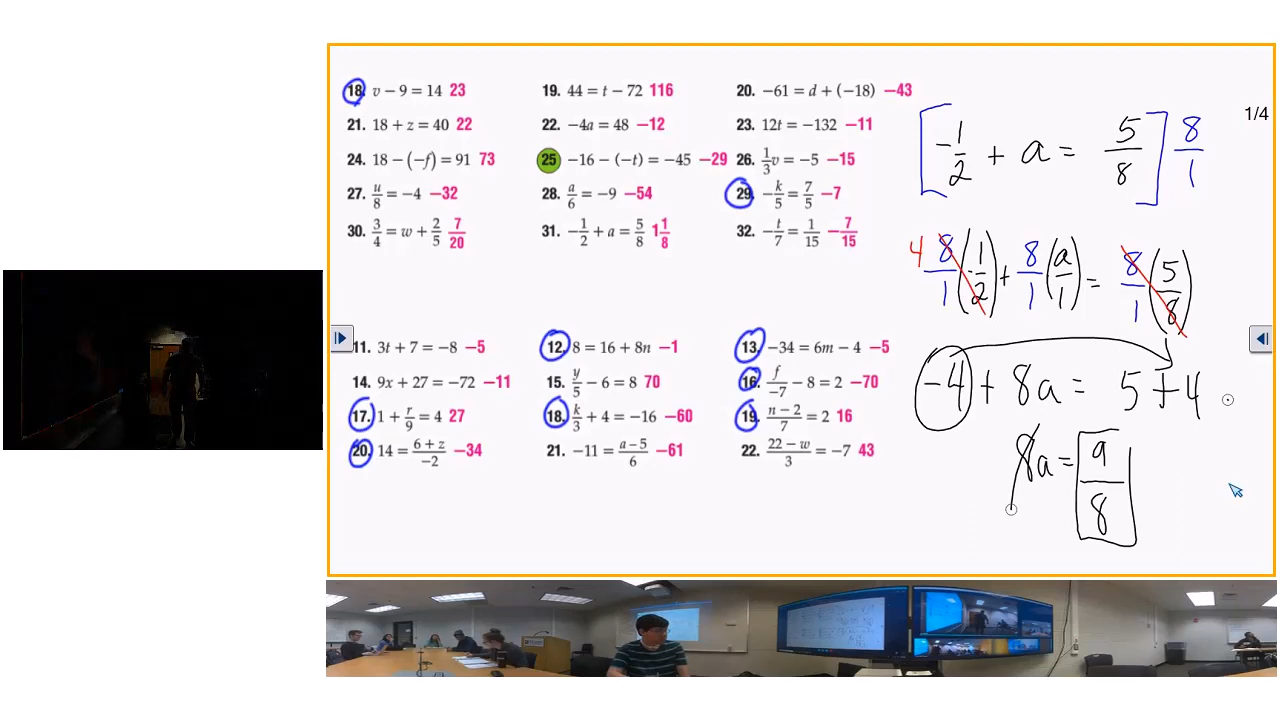 18. v − 9 = 14 23
19. 44 = t − 72 116
20. −61 = d + (−18) −43
21. 18 + z = 40 22
22. −4a = 48 −12
23. 12t = −132 −11
24. 18 − (−f) = 91 73
25 −16 − (−t) = −45 −29
26. 1/3 v = −5 −15
27. u/8 = −4 −32
28. a/6 = −9 −54
29. −k/5 = 7/5 −7
30. 3/4 = w + 2/5 7/20
31. −1/2 + a = 5/8 1 1/8
32. −t/7 = 1/15 −7/15
11. 3t + 7 = −8 −5
12. 8 = 16 + 8n −1
13. −34 = 6m − 4 −5
14. 9x + 27 = −72 −11
15. y/5 − 6 = 8 70
16. f/−7 − 8 = 2 −70
17. 1 + r/9 = 4 27
18. k/3 + 4 = −16 −60
19. n − 2/7 = 2 16
20. 14 = 6 + z/−2 −34
21. −11 = a − 5/6 −61
22. 22 − w/3 = −7 43
1/4
[−1/2 + a = 5/8] 8/1
4 8/1 (−1/2) + 8/1 (a/1) = 8/1 (5/8)
−4 + 8a = 5 + 4
8a = 9/8